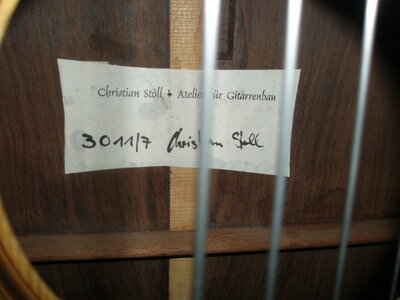 Christian Stoll ✦ Atelier für Gitarrenbau
3011/7 Christian Stoll